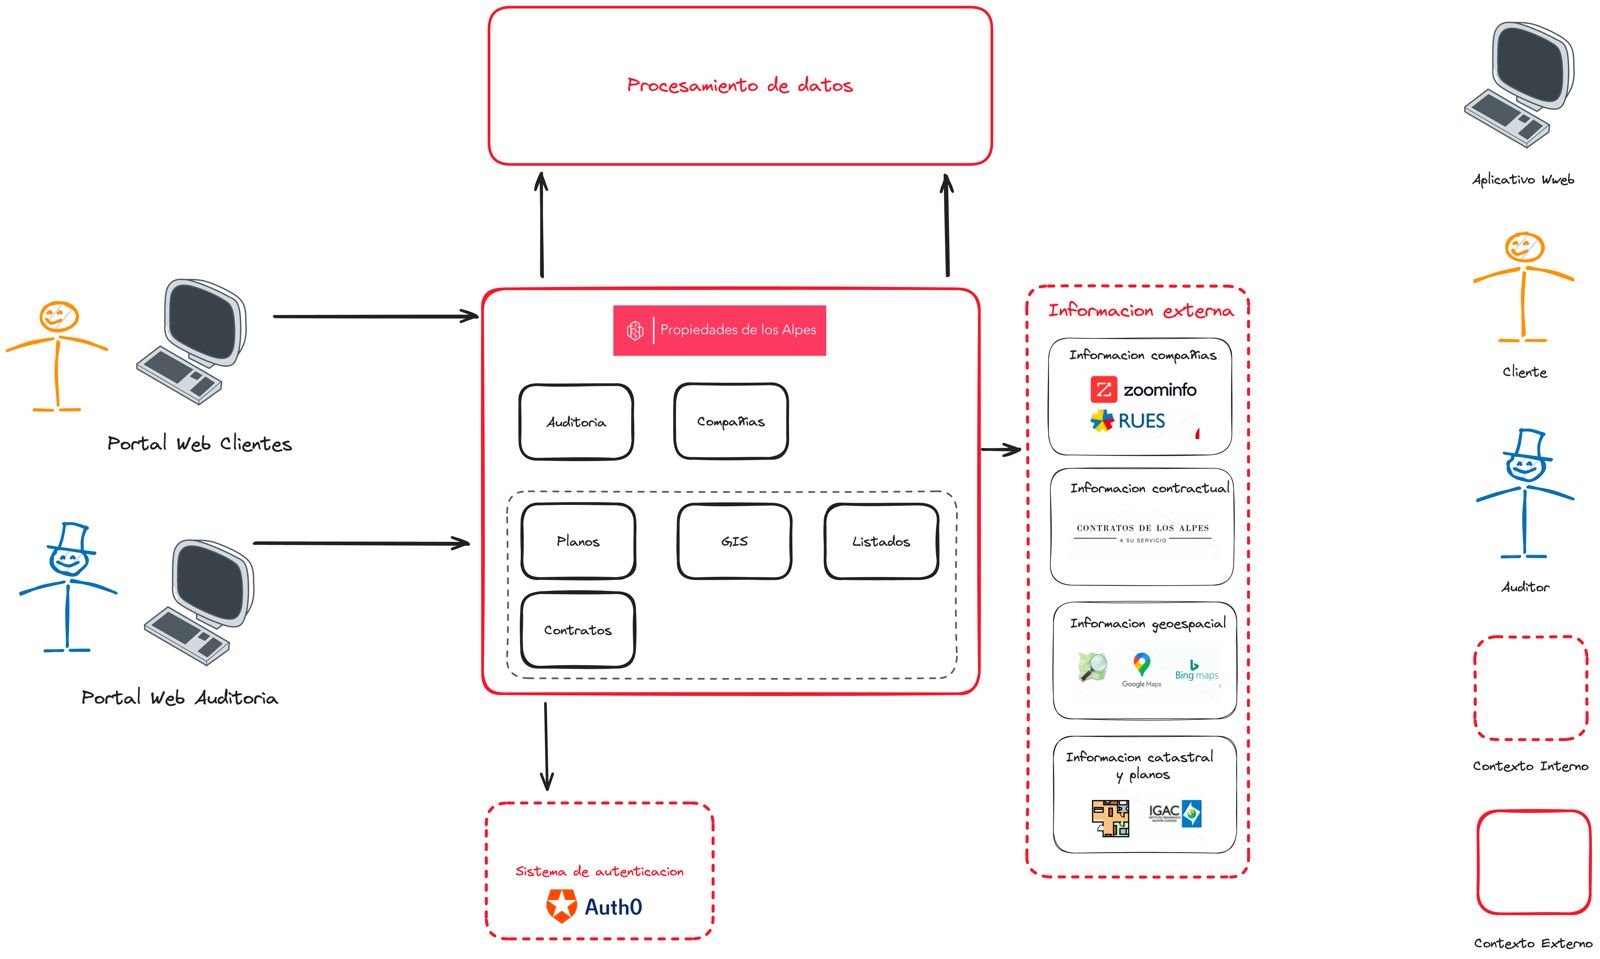 Procesamiento de datos
Aplicativo Wweb
Cliente
Auditor
Contexto Interno
Contexto Externo
Portal Web Clientes
Portal Web Auditoria
Propiedades de los Alpes
Auditoria
Compañias
Planos
GIS
Listados
Contratos
Informacion externa
Informacion compañias
zoominfo
RUES
Informacion contractual
CONTRATOS DE LOS ALPES
A SU SERVICIO
Informacion geoespacial
Google Maps
Bing maps
Informacion catastral
y planos
IGAC
Sistema de autenticacion
Auth0